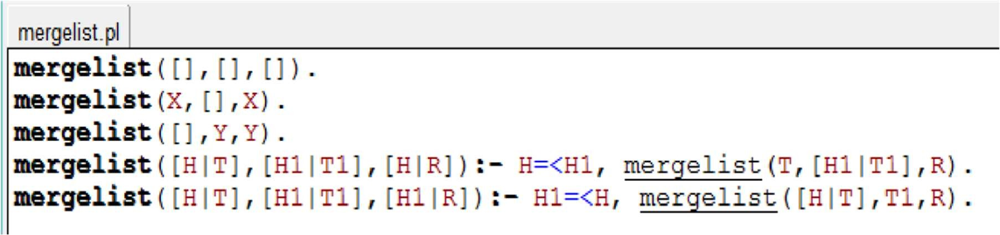 mergelist.pl
mergelist([],[],[]).
mergelist(X,[],X).
mergelist([],Y,Y).
mergelist([H|T],[H1|T1],[H|R]):- H=<H1, mergelist(T,[H1|T1],R).
mergelist([H|T],[H1|T1],[H1|R]):- H1=<H, mergelist([H|T],T1,R).